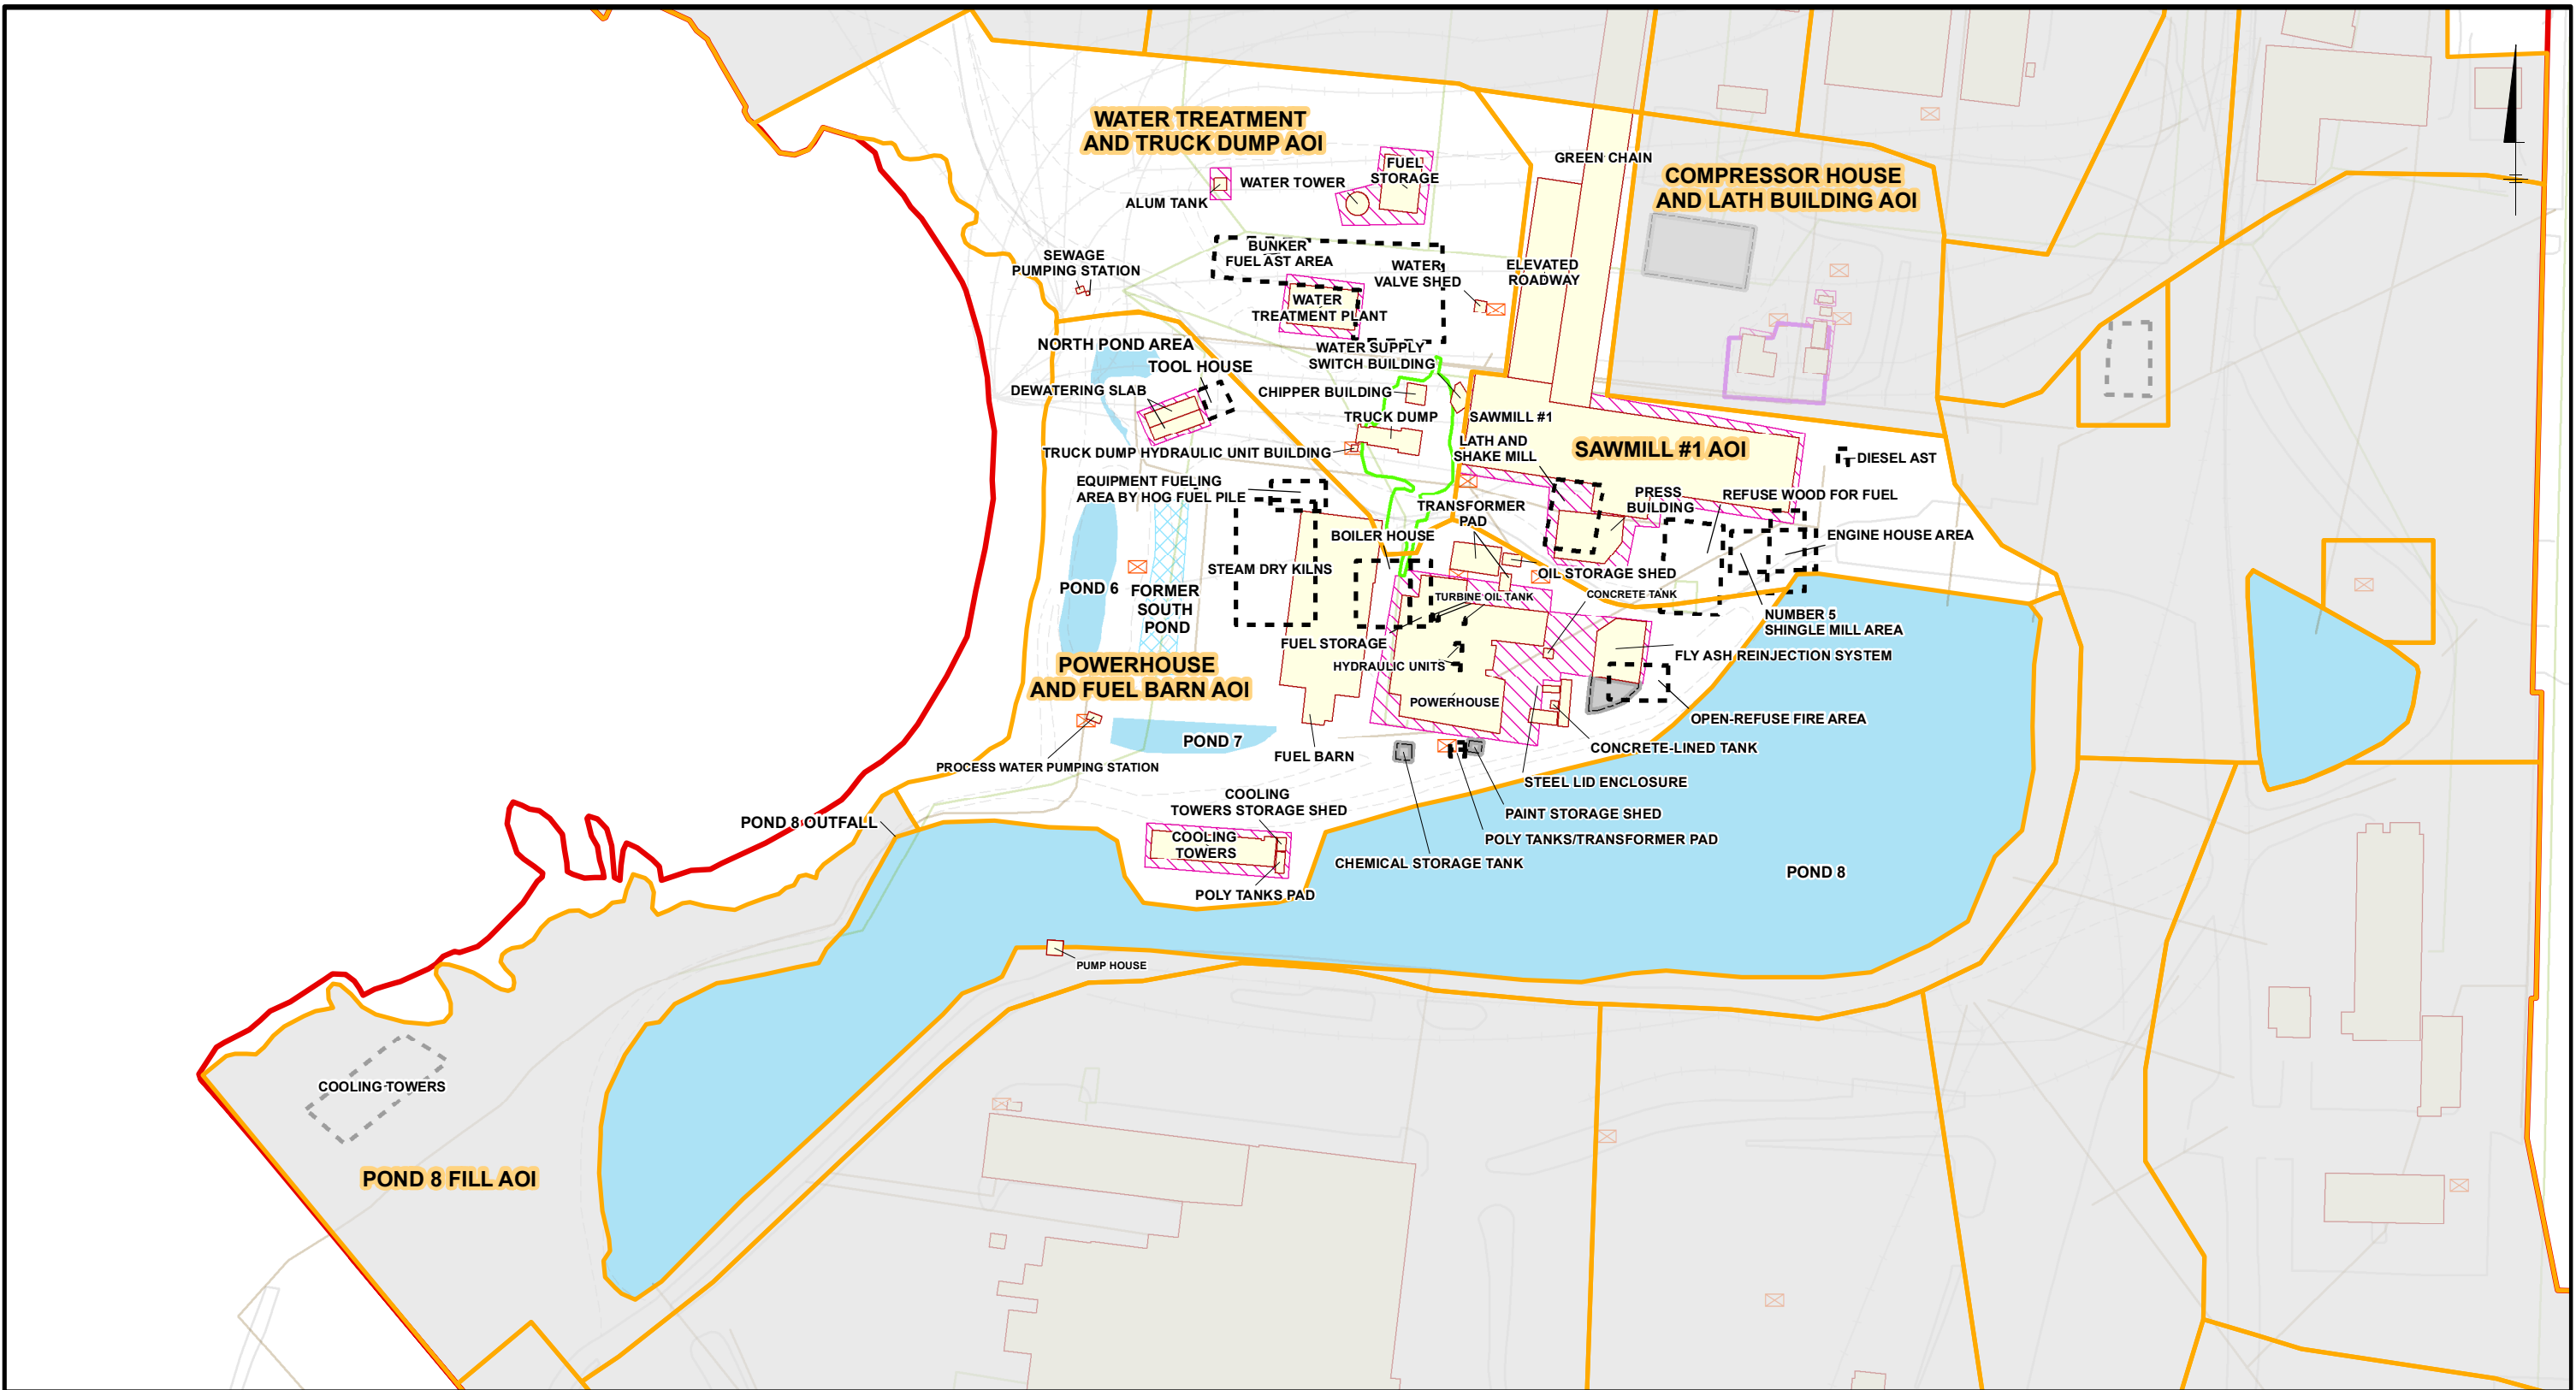 WATER TREATMENT
AND TRUCK DUMP AOI
FUEL
STORAGE
WATER TOWER
ALUM TANK
GREEN CHAIN
COMPRESSOR HOUSE
AND LATH BUILDING AOI
BUNKER
FUEL AST AREA
SEWAGE
PUMPING STATION
WATER
VALVE SHED
ELEVATED
ROADWAY
WATER
TREATMENT PLANT
NORTH POND AREA
WATER SUPPLY
SWITCH BUILDING
TOOL HOUSE
DEWATERING SLAB
CHIPPER BUILDING
TRUCK DUMP
SAWMILL #1
LATH AND
SHAKE MILL
SAWMILL #1 AOI
TRUCK DUMP HYDRAULIC UNIT BUILDING
DIESEL AST
EQUIPMENT FUELING
AREA BY HOG FUEL PILE
PRESS
BUILDING
REFUSE WOOD FOR FUEL
TRANSFORMER
PAD
BOILER HOUSE
ENGINE HOUSE AREA
STEAM DRY KILNS
OIL STORAGE SHED
POND 6
FORMER
SOUTH
POND
TURBINE OIL TANK
CONCRETE TANK
NUMBER 5
SHINGLE MILL AREA
FUEL STORAGE
HYDRAULIC UNITS
FLY ASH REINJECTION SYSTEM
POWERHOUSE
AND FUEL BARN AOI
POWERHOUSE
OPEN-REFUSE FIRE AREA
POND 7
FUEL BARN
CONCRETE-LINED TANK
PROCESS WATER PUMPING STATION
STEEL LID ENCLOSURE
COOLING
TOWERS STORAGE SHED
PAINT STORAGE SHED
POND 8 OUTFALL
COOLING
TOWERS
POLY TANKS/TRANSFORMER PAD
CHEMICAL STORAGE TANK
POND 8
POLY TANKS PAD
PUMP HOUSE
COOLING TOWERS
POND 8 FILL AOI